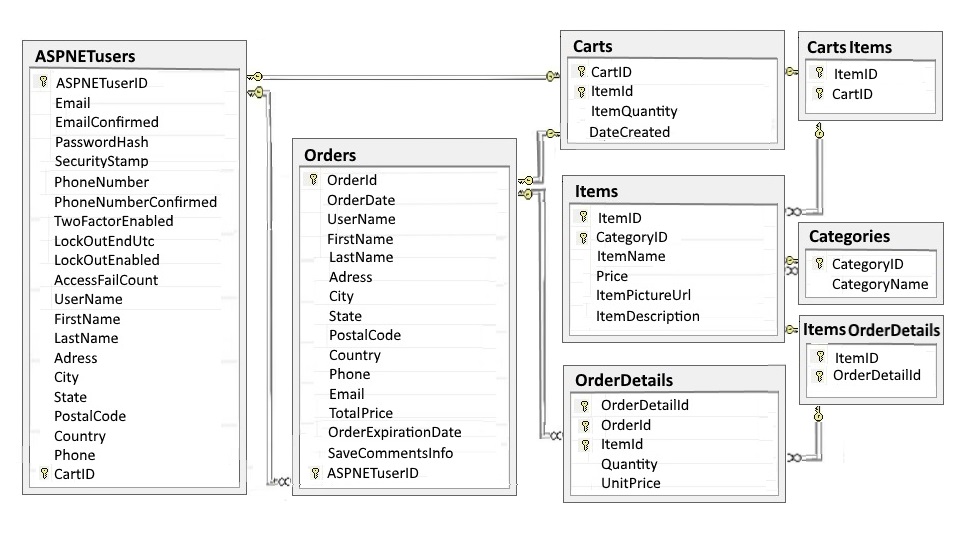 ASPNETusers
ASPNETuserID
Email
EmailConfirmed
PasswordHash
SecurityStamp
PhoneNumber
PhoneNumberConfirmed
TwoFactorEnabled
LockOutEndUtc
LockOutEnabled
AccessFailCount
UserName
FirstName
LastName
Adress
City
State
PostalCode
Country
Phone
CartID
Orders
OrderId
OrderDate
UserName
FirstName
LastName
Adress
City
State
PostalCode
Country
Phone
Email
TotalPrice
OrderExpirationDate
SaveCommentsInfo
ASPNETuserID
Carts
CartID
ItemId
ItemQuantity
DateCreated
Carts Items
ItemID
CartID
Items
ItemID
CategoryID
ItemName
Price
ItemPictureUrl
ItemDescription
Categories
CategoryID
CategoryName
Items OrderDetails
ItemID
OrderDetailId
OrderDetails
OrderDetailId
OrderId
ItemId
Quantity
UnitPrice